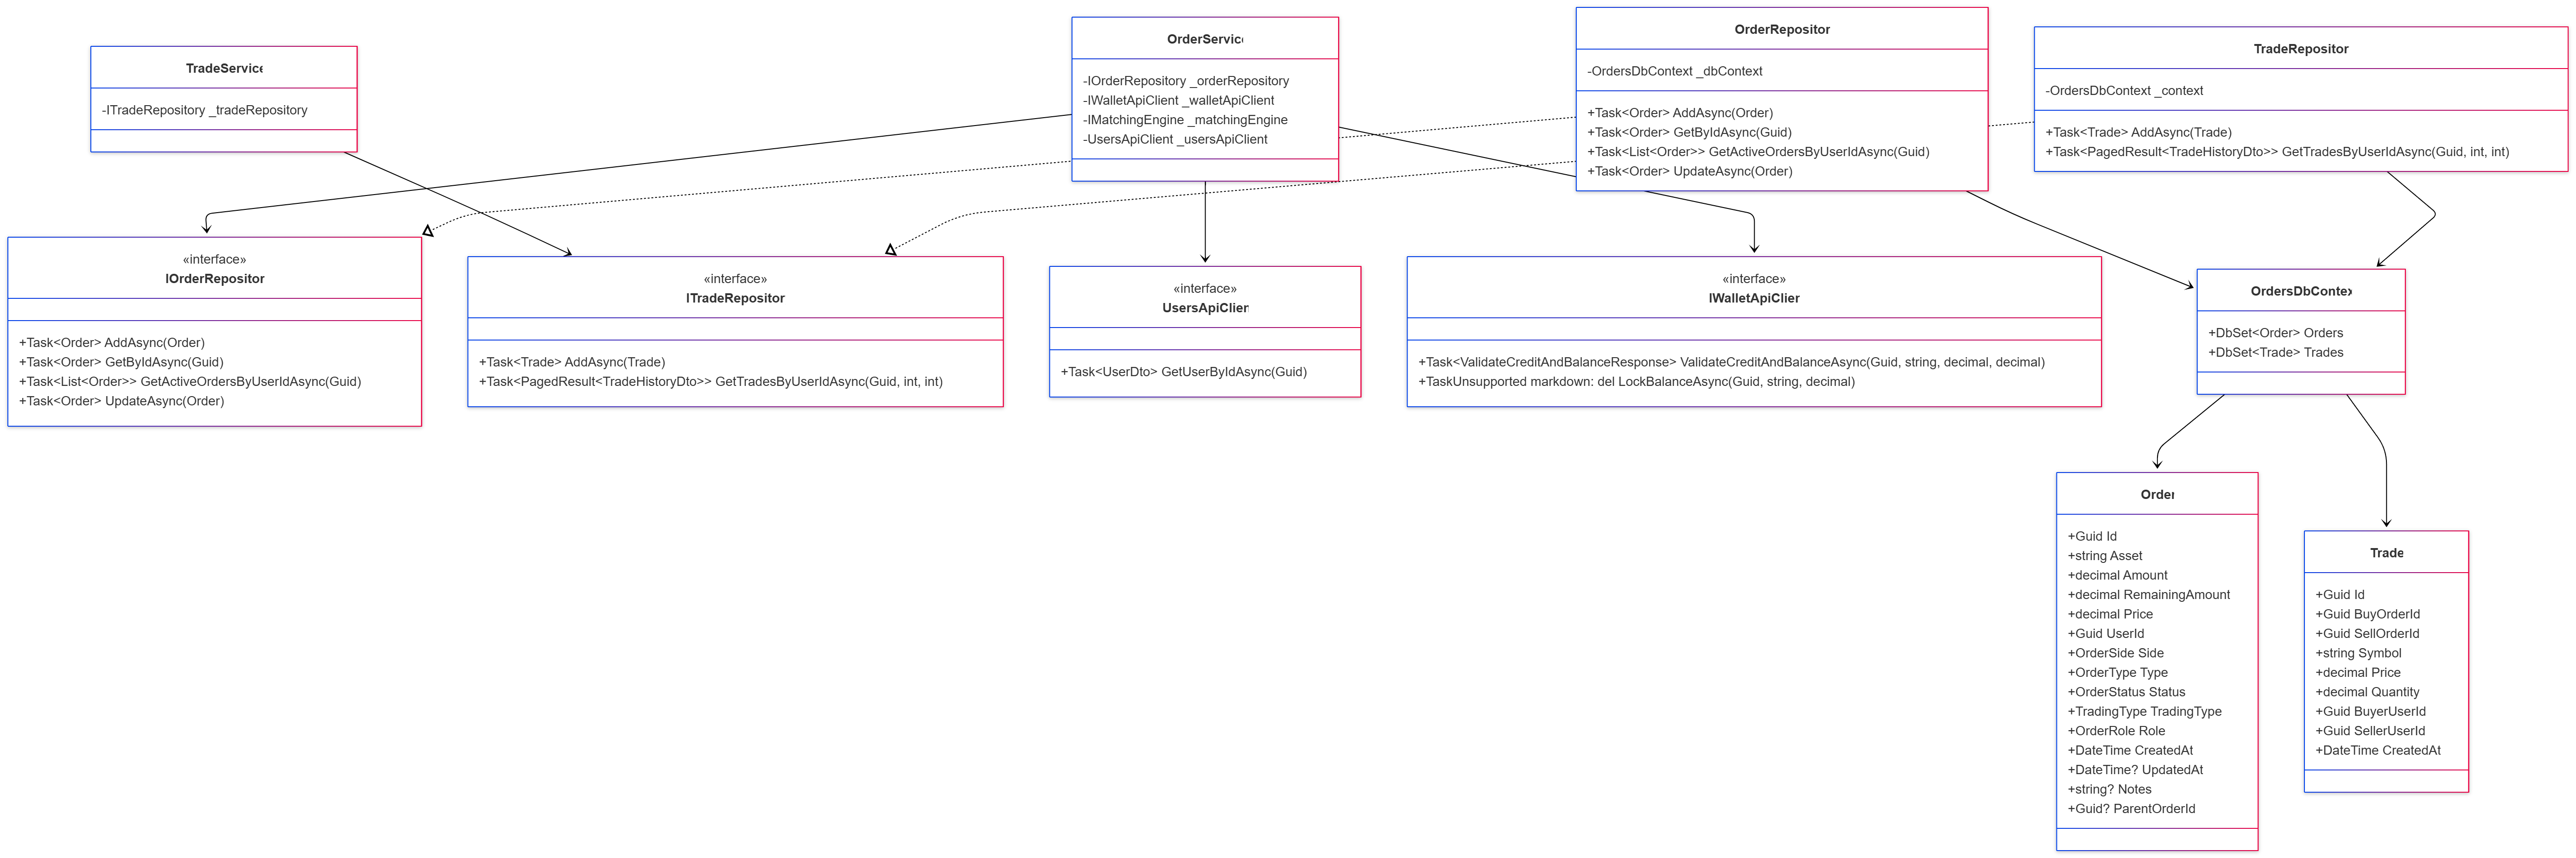 TradeService
-ITradeRepository _tradeRepository
OrderService
-IOrderRepository _orderRepository
-IWalletApiClient _walletApiClient
-IMatchingEngine _matchingEngine
-UsersApiClient _usersApiClient
OrderRepositor
-OrdersDbContext _dbContext
+Task<Order> AddAsync(Order)
+Task<Order> GetByIdAsync(Guid)
+Task<List<Order>> GetActiveOrdersByUserIdAsync(Guid)
+Task<Order> UpdateAsync(Order)
TradeRepositor
-OrdersDbContext _context
+Task<Trade> AddAsync(Trade)
+Task<PagedResult<TradeHistoryDto>> GetTradesByUserIdAsync(Guid, int, int)
«interface»
IOrderRepositor
+Task<Order> AddAsync(Order)
+Task<Order> GetByIdAsync(Guid)
+Task<List<Order>> GetActiveOrdersByUserIdAsync(Guid)
+Task<Order> UpdateAsync(Order)
«interface»
ITradeRepositor
+Task<Trade> AddAsync(Trade)
+Task<PagedResult<TradeHistoryDto>> GetTradesByUserIdAsync(Guid, int, int)
«interface»
UsersApiClien
+Task<UserDto> GetUserByIdAsync(Guid)
«interface»
IWalletApiClien
+Task<ValidateCreditAndBalanceResponse> ValidateCreditAndBalanceAsync(Guid, string, decimal, decimal)
+TaskUnsupported markdown: del LockBalanceAsync(Guid, string, decimal)
OrdersDbContex
+DbSet<Order> Orders
+DbSet<Trade> Trades
Order
+Guid Id
+string Asset
+decimal Amount
+decimal RemainingAmount
+decimal Price
+Guid UserId
+OrderSide Side
+OrderType Type
+OrderStatus Status
+TradingType TradingType
+OrderRole Role
+DateTime CreatedAt
+DateTime? UpdatedAt
+string? Notes
+Guid? ParentOrderId
Trade
+Guid Id
+Guid BuyOrderId
+Guid SellOrderId
+string Symbol
+decimal Price
+decimal Quantity
+Guid BuyerUserId
+Guid SellerUserId
+DateTime CreatedAt